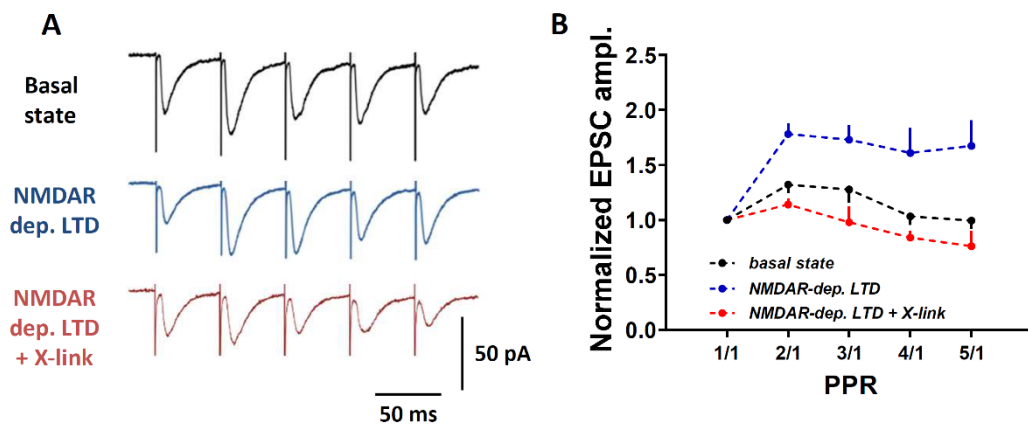 A
Basal
state
NMDAR
dep. LTD
NMDAR
dep. LTD
+ X-link
50 pA
50 ms
B
Normalized EPSC ampl.
2.5
2.0
1.5
1.0
0.5
0.0
basal state
NMDAR-dep. LTD
NMDAR-dep. LTD + X-link
1/1 2/1 3/1 4/1 5/1
PPR